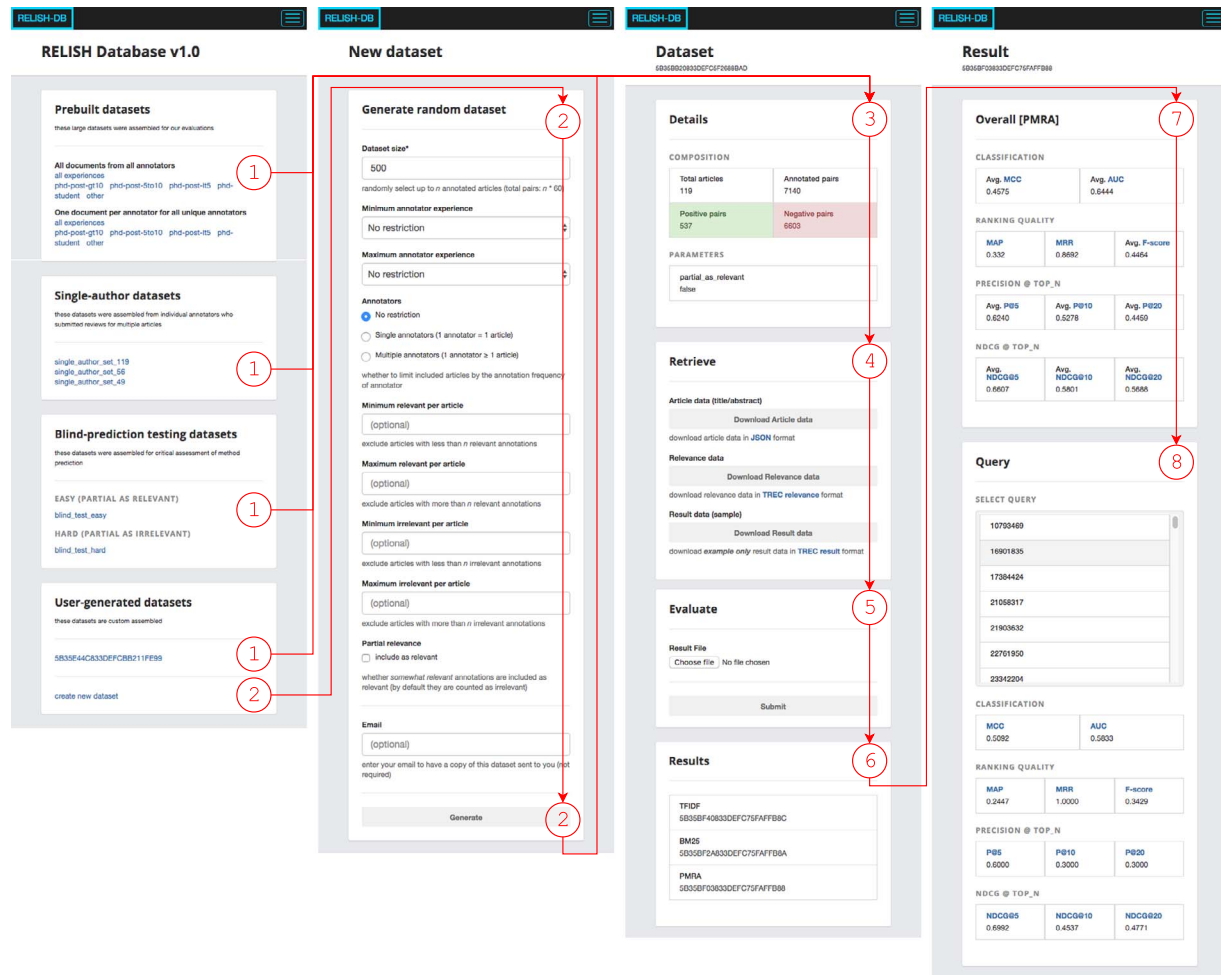 RELISH-DB
RELISH Database v1.0
Prebuilt datasets
these large datasets were assembled for our evaluations
All documents from all annotators
all experiences
phd-post-gt10 phd-post-5to10 phd-post-lt5 phd-
student other
One document per annotator for all unique annotators
all experiences
phd-post-gt10 phd-post-5to10 phd-post-lt5 phd-
student other
1
Single-author datasets
these datasets were assembled from individual annotators who
submitted reviews for multiple articles
single_author_set_119
single_author_set_56
single_author_set_49
1
Blind-prediction testing datasets
these datasets were assembled for critical assessment of method
prediction
EASY (PARTIAL AS RELEVANT)
blind_test_easy
HARD (PARTIAL AS IRRELEVANT)
blind_test_hard
1
User-generated datasets
these datasets are custom assembled
5B35E44C833DEFCBB211FE99
1
create new dataset
2
RELISH-DB
New dataset
Generate random dataset
2
Dataset size*
500
randomly select up to n annotated articles (total pairs: n * 60)
Minimum annotator experience
No restriction
Maximum annotator experience
No restriction
Annotators
No restriction
Single annotators (1 annotator = 1 article)
Multiple annotators (1 annotator ≥ 1 article)
whether to limit included articles by the annotation frequency
of annotator
Minimum relevant per article
(optional)
exclude articles with less than n relevant annotations
Maximum relevant per article
(optional)
exclude articles with more than n relevant annotations
Minimum irrelevant per article
(optional)
exclude articles with less than n irrelevant annotations
Maximum irrelevant per article
(optional)
exclude articles with more than n irrelevant annotations
Partial relevance
include as relevant
whether somewhat relevant annotations are included as
relevant (by default they are counted as irrelevant)
Email
(optional)
enter your email to have a copy of this dataset sent to you (not
required)
Generate
2
RELISH-DB
Dataset
5B35BB20833DEFC5F2689BAD
Details
3
COMPOSITION
Total articles
119
Annotated pairs
7140
Positive pairs
537
Negative pairs
6603
PARAMETERS
partial_as_relevant
false
Retrieve
4
Article data (title/abstract)
Download Article data
download article data in JSON format
Relevance data
Download Relevance data
download relevance data in TREC relevance format
Result data (sample)
Download Result data
download example only result data in TREC result format
Evaluate
5
Result File
Choose file No file chosen
Submit
Results
6
TFIDF
5B35BF40833DEFC75FAFFB8C
BM25
5B35BF2A833DEFC75FAFFB8A
PMRA
5B35BF03833DEFC75FAFFB88
RELISH-DB
Result
5B35BF03833DEFC75FAFFB88
Overall [PMRA]
7
CLASSIFICATION
Avg. MCC
0.4575
Avg. AUC
0.6444
RANKING QUALITY
MAP
0.332
MRR
0.8692
Avg. F-score
0.4464
PRECISION @ TOP_N
Avg. P@5
0.6240
Avg. P@10
0.5278
Avg. P@20
0.4459
NDCG @ TOP_N
Avg.
NDCG@5
0.6607
Avg.
NDCG@10
0.5801
Avg.
NDCG@20
0.5688
Query
8
SELECT QUERY
10793469
16901835
17384424
21058317
21903632
22761950
23342204
CLASSIFICATION
MCC
0.5092
AUC
0.5833
RANKING QUALITY
MAP
0.2447
MRR
1.0000
F-score
0.3429
PRECISION @ TOP_N
P@5
0.6000
P@10
0.3000
P@20
0.3000
NDCG @ TOP_N
NDCG@5
0.6992
NDCG@10
0.4537
NDCG@20
0.4771